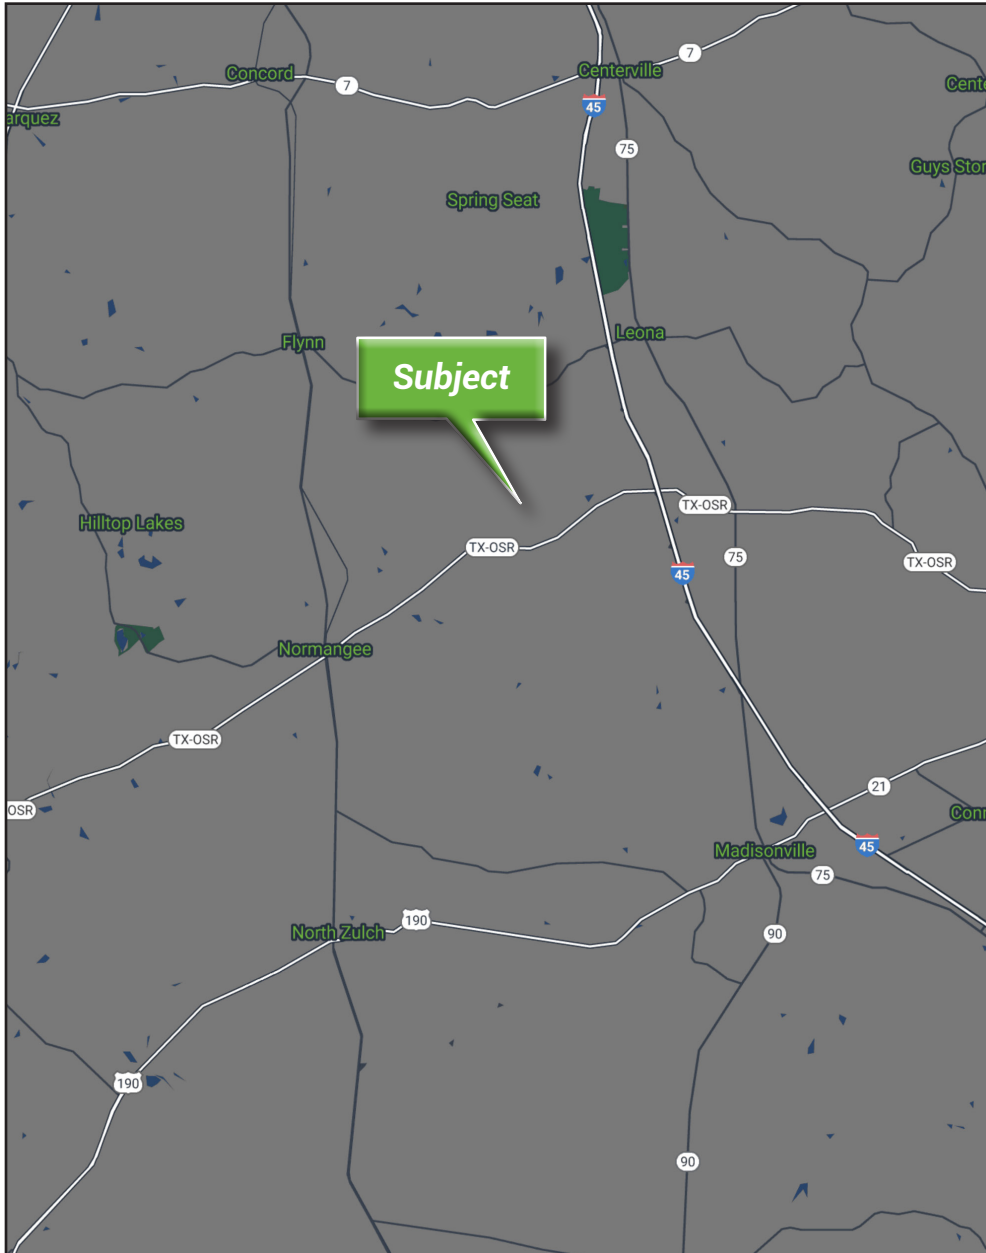 7
Concord
7
Centerville
Cente
45
arquez
75
Guys Stor
Spring Seat
Leona
Flynn
Subject
TX-OSR
Hilltop Lakes
TX-OSR
75
TX-OSR
45
Normangee
TX-OSR
21
OSR
Conn
Madisonville
45
75
190
North Zulch
90
190
90